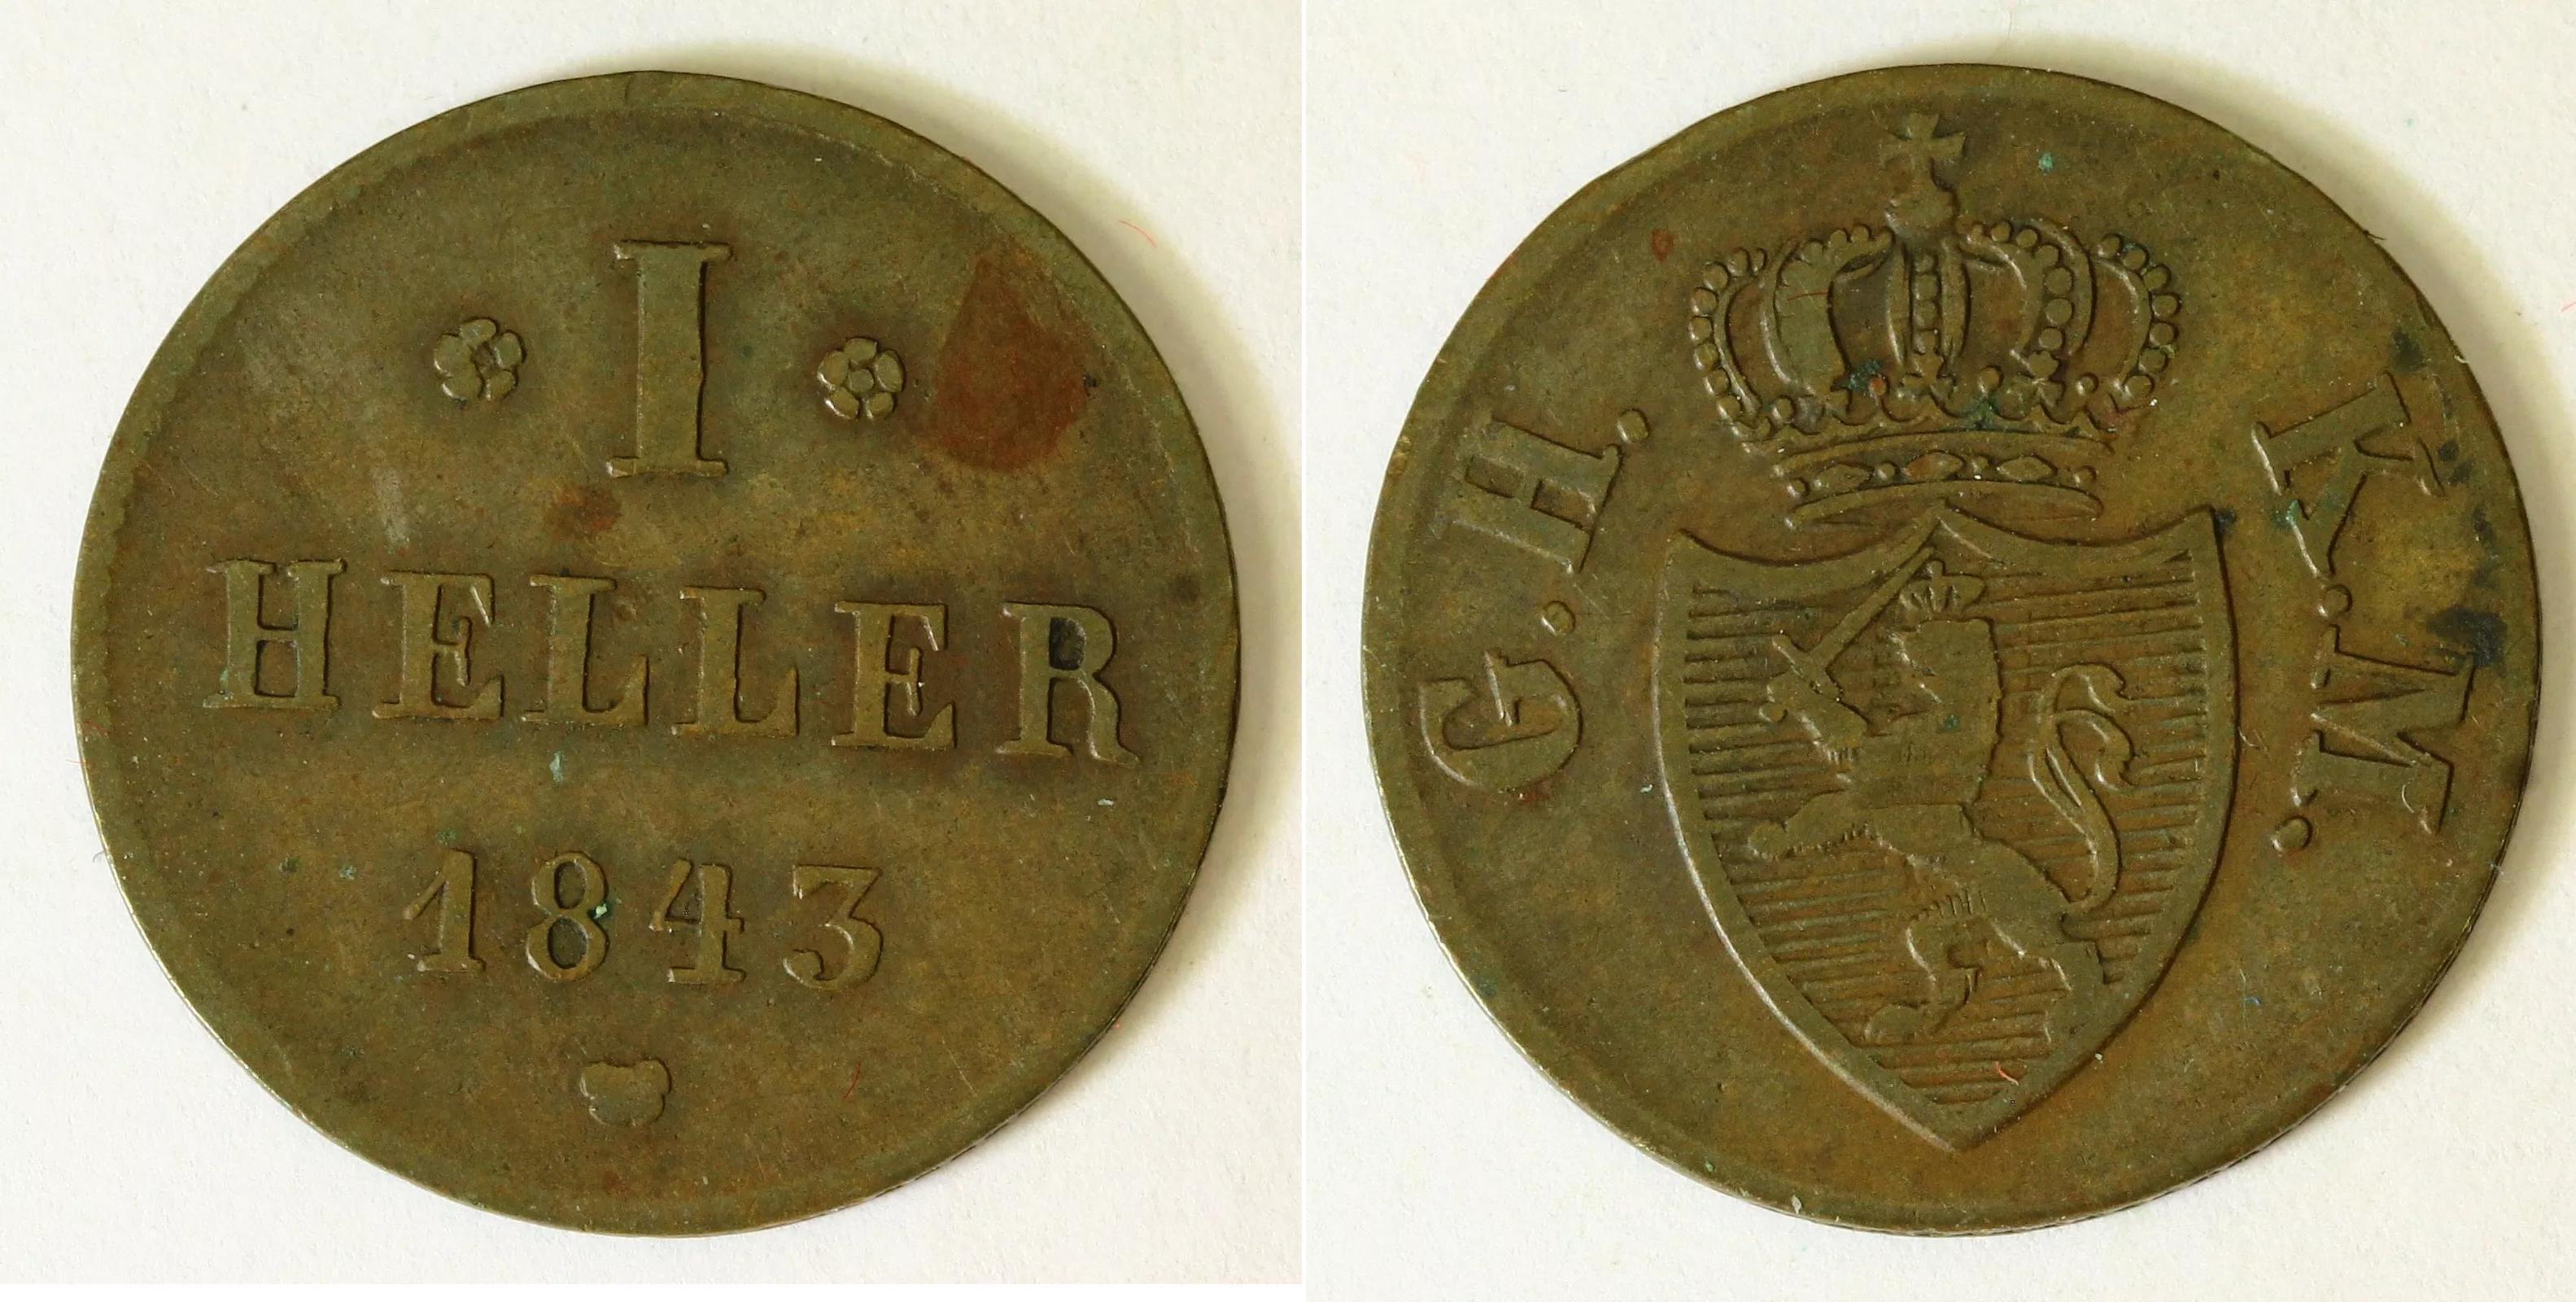 I
HELLER
1843
G.H. K.M.